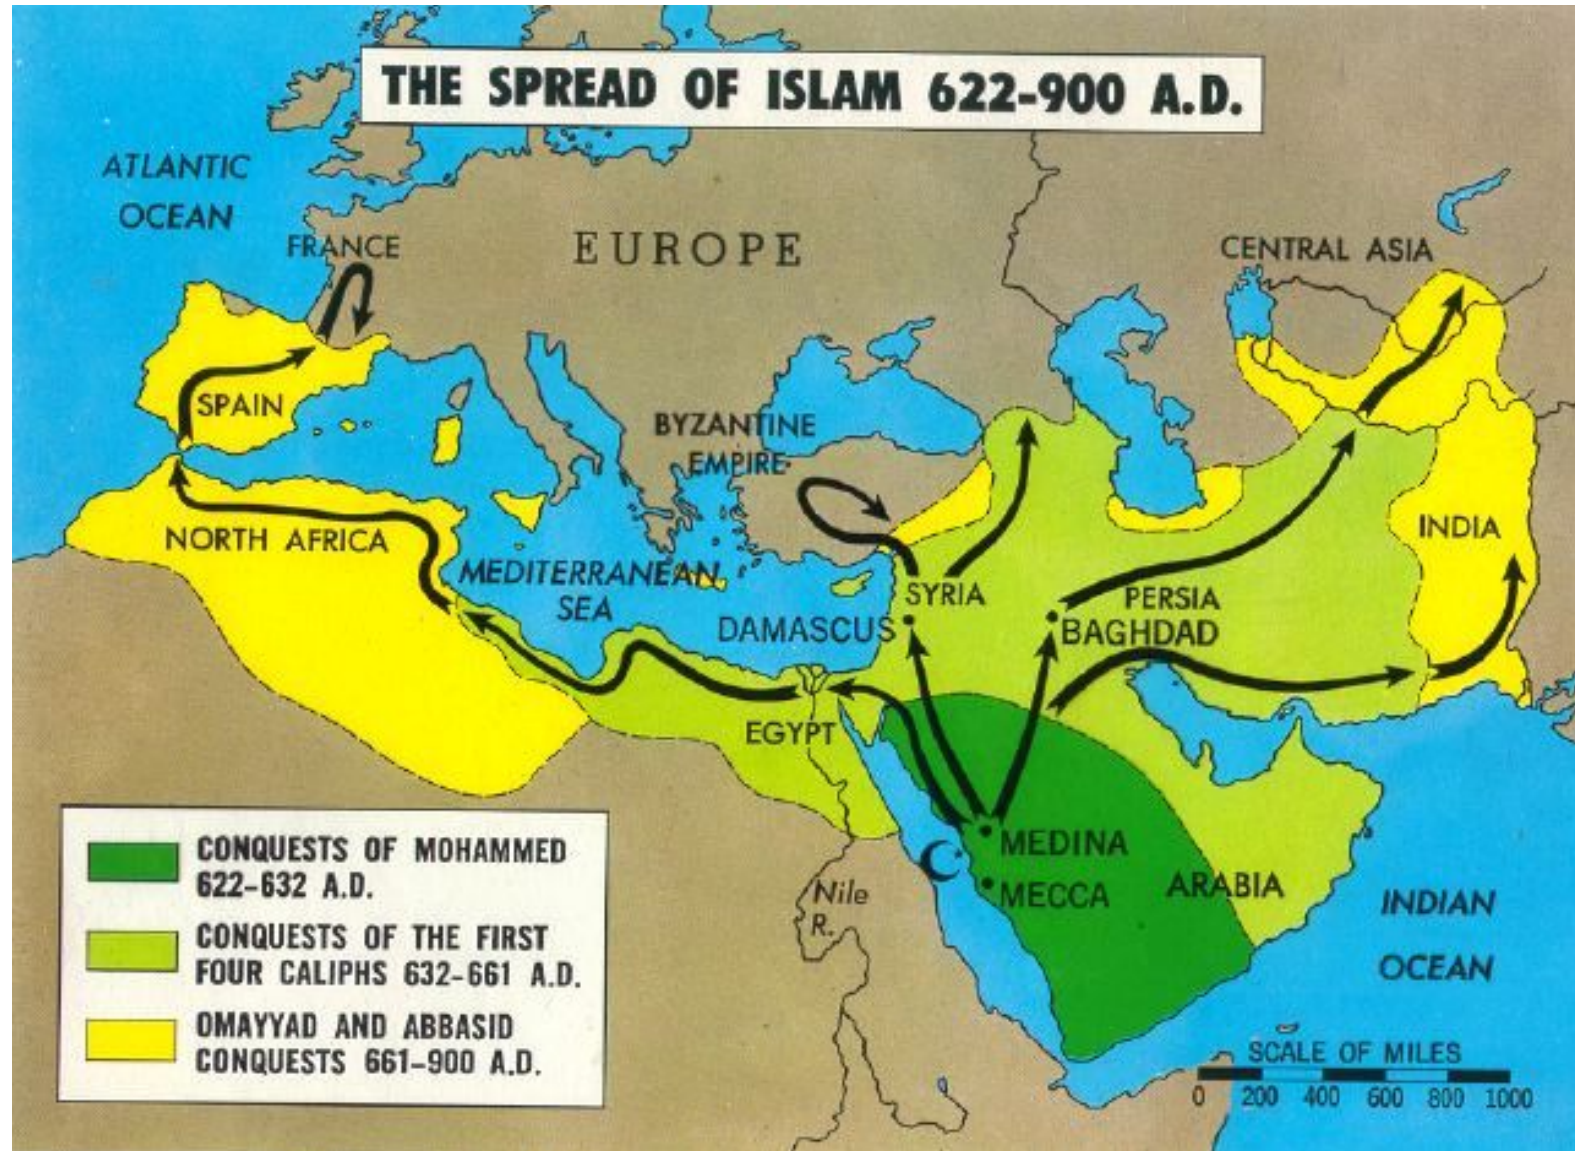 THE SPREAD OF ISLAM 622-900 A.D.
ATLANTIC
OCEAN
FRANCE
EUROPE
CENTRAL ASIA
SPAIN
BYZANTINE
EMPIRE
NORTH AFRICA
MEDITERRANEAN
SEA
SYRIA
DAMASCUS
PERSIA
BAGHDAD
INDIA
EGYPT
MEDINA
MECCA
ARABIA
Nile
R.
INDIAN
OCEAN
CONQUESTS OF MOHAMMED
622-632 A.D.
CONQUESTS OF THE FIRST
FOUR CALIPHS 632-661 A.D.
OMAYYAD AND ABBASID
CONQUESTS 661-900 A.D.
SCALE OF MILES
0 200 400 600 800 1000